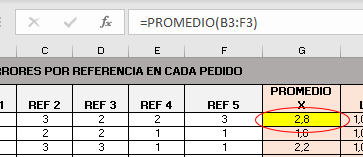 fx =PROMEDIO(B3:F3)
C D E F G
RRORES POR REFERENCIA EN CADA PEDIDO
1 REF 2 REF 3 REF 4 REF 5 PROMEDIO X L
3 2 2 3 2,8 1,0
2 2 1 1 1,6 1,0
3 3 1 1 2,2 1,0